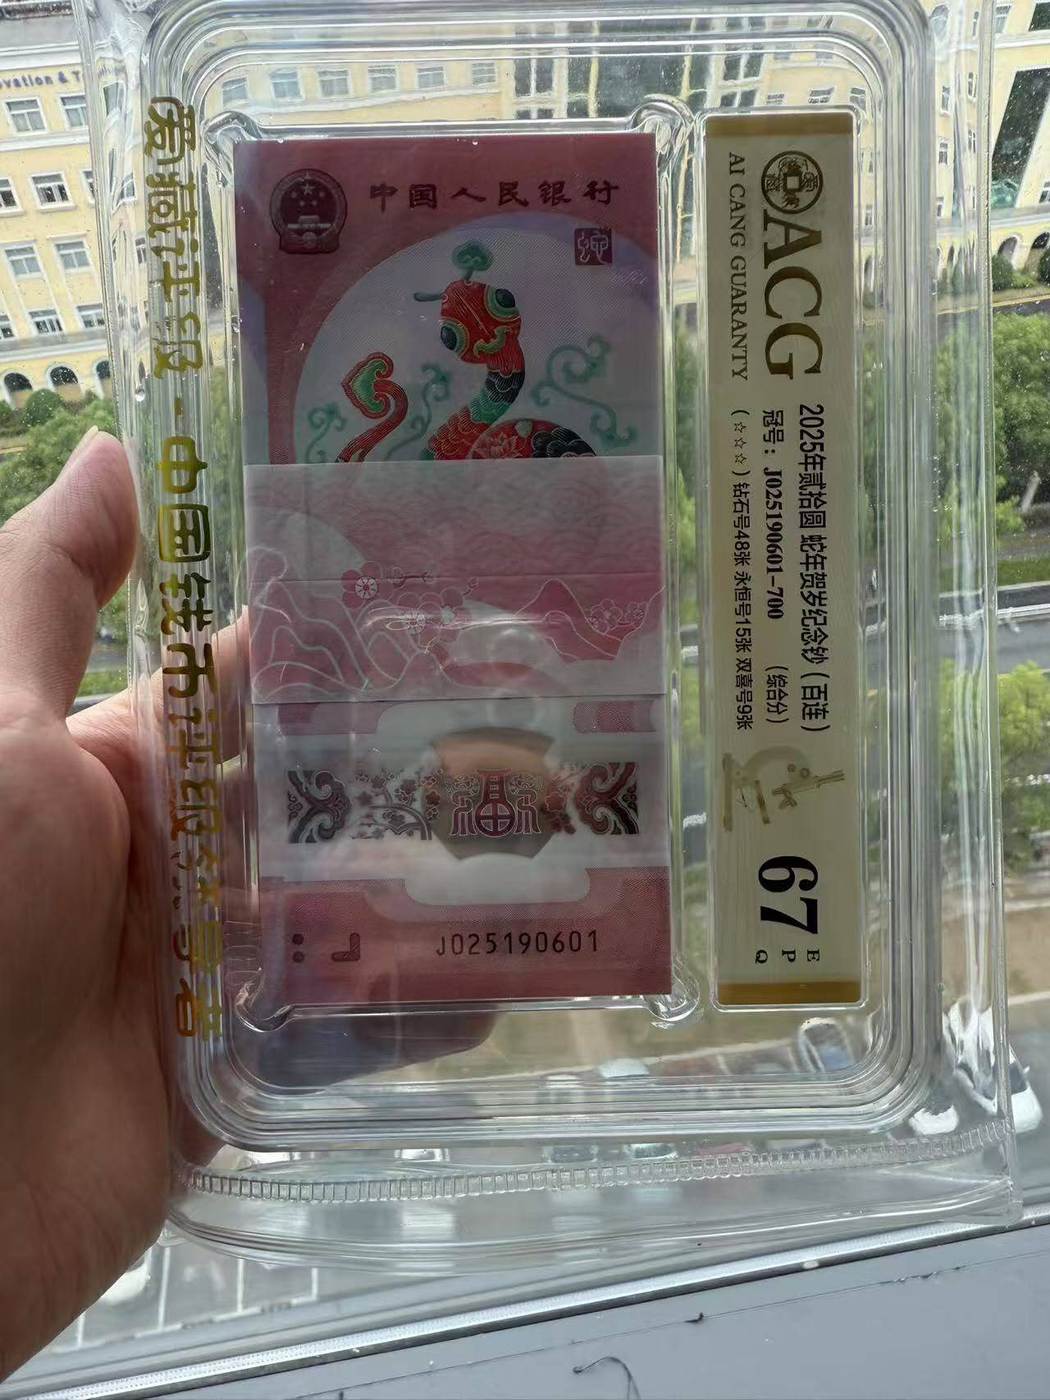 ovation & T
爱藏评级 - 中国钱币评级领导者
中国人民银行
蛇
J025190601
ACG
AI CANG GUARANTY
2025年贰拾圆 蛇年贺岁纪念钞（百连）
冠号：J025190601-700 （综合分）
（☆☆☆）钻石号48张 永恒号15张 双喜号9张
67
E
P
Q